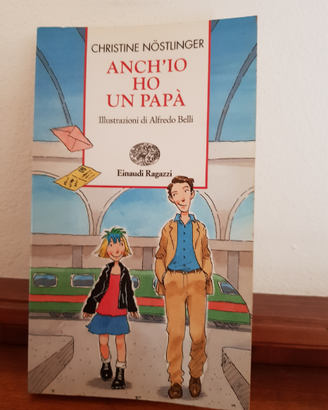 CHRISTINE NÖSTLINGER
ANCH'IO
HO
UN PAPÀ
Illustrazioni di Alfredo Belli
Einaudi Ragazzi